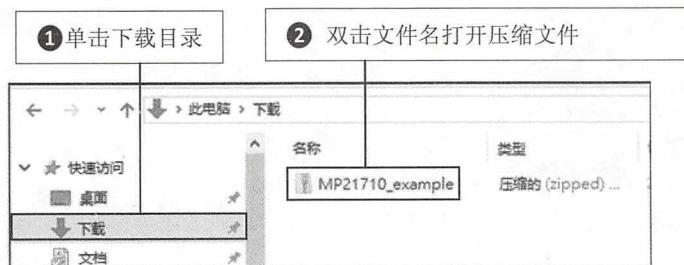 ❶单击下载目录
❷ 双击文件名打开压缩文件
此电脑 > 下载
名称
类型
快速访问
MP21710_example
压缩的 (zipped) ...
桌面
下载
文档